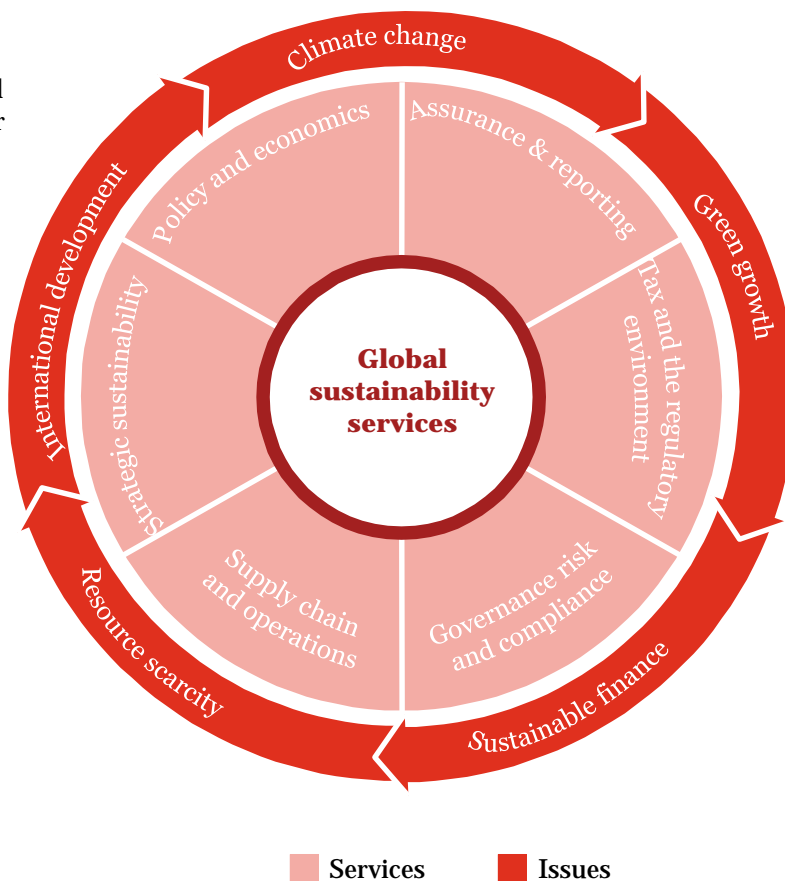 Climate change
Green growth
Sustainable finance
Resource scarcity
International development
Policy and economics
Assurance & reporting
Tax and the regulatory
environment
Governance risk
and compliance
Supply chain
and operations
Strategic sustainability
Global
sustainability
services
Services
Issues